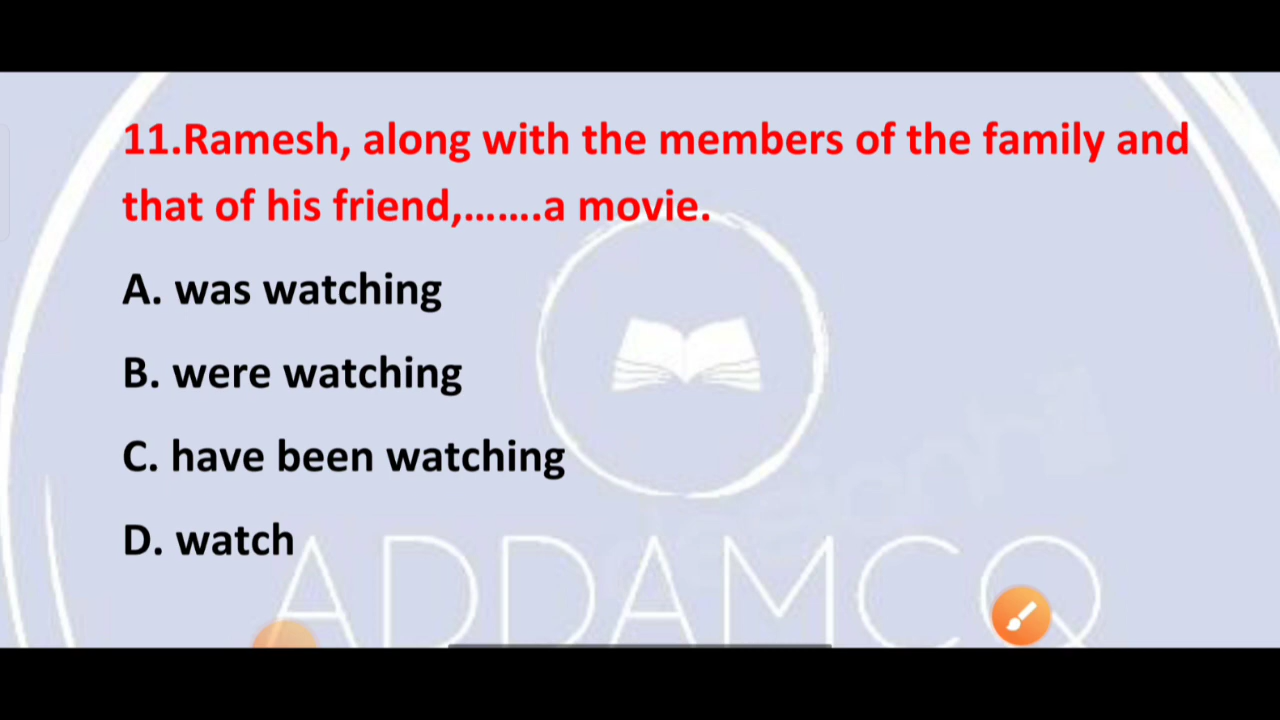 11.Ramesh, along with the members of the family and
that of his friend,.......a movie.
A. was watching
B. were watching
C. have been watching
D. watch
ADDAMCQ